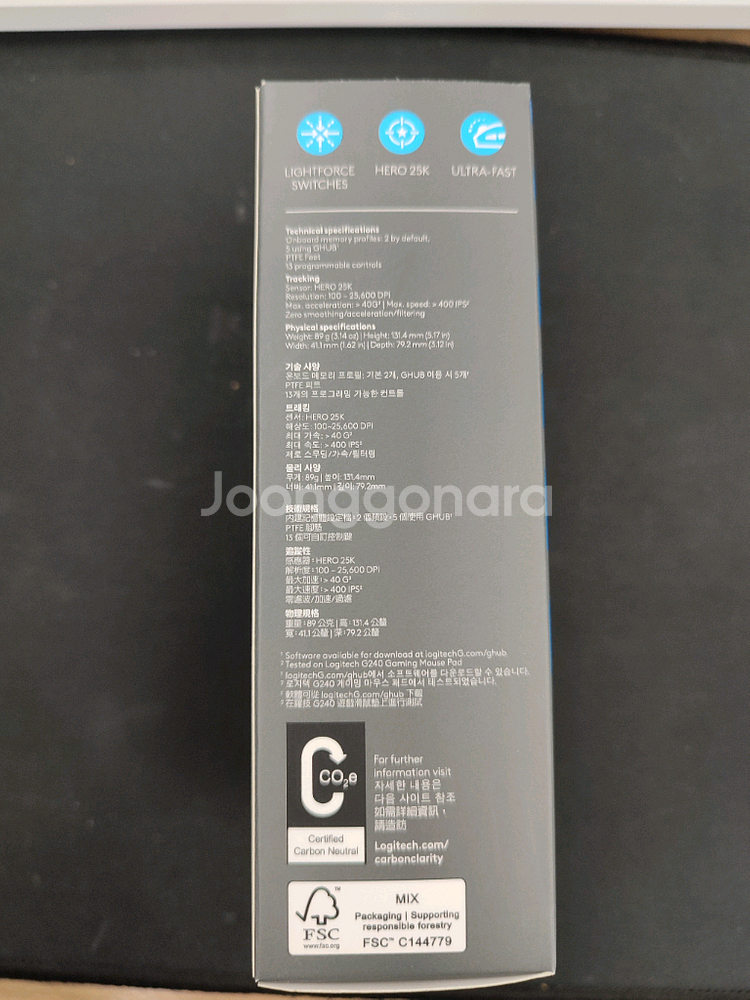 LIGHTFORCE SWITCHES
HERO 25K
ULTRA-FAST
Technical specifications
Onboard memory profiles: 2 by default,
5 using GHUB¹
PTFE Feet
13 programmable controls
Tracking
Sensor: HERO 25K
Resolution: 100 – 25,600 DPI
Max. acceleration: > 40G² | Max. speed: > 400 IPS²
Zero smoothing/acceleration/filtering
Physical specifications
Weight: 89 g (3.14 oz) | Height: 131.4 mm (5.17 in)
Width: 41.1 mm (1.62 in) | Depth: 79.2 mm (3.12 in)
기술 사양
온보드 메모리 프로필: 기본 2개, GHUB 이용 시 5개¹
PTFE 피트
13개의 프로그래밍 가능한 컨트롤
트래킹
센서: HERO 25K
해상도: 100~25,600 DPI
최대 가속: > 40 G²
최대 속도: > 400 IPS²
제로 스무딩/가속/필터링
물리 사양
무게: 89g | 높이: 131.4mm
너비: 41.1mm | 깊이: 79.2mm
Joonggonara
技術規格
內建記憶體設定檔：2 個預設，5 個使用 GHUB¹
PTFE 腳墊
13 個可自訂控制鍵
追蹤性
感應器：HERO 25K
解析度：100 – 25,600 DPI
最大加速：> 40 G²
最大速度：> 400 IPS²
零濾波/加速/過濾
物理規格
重量：89 公克 | 高：131.4 公釐
寬：41.1 公釐 | 深：79.2 公釐
¹ Software available for download at logitechG.com/ghub
² Tested on Logitech G240 Gaming Mouse Pad
¹ logitechG.com/ghub에서 소프트웨어를 다운로드할 수 있습니다.
² 로지텍 G240 게이밍 마우스 패드에서 테스트되었습니다.
¹ 軟體可從 logitechG.com/ghub 下載
² 在羅技 G240 遊戲滑鼠墊上進行測試
CO₂e
Certified
Carbon Neutral
For further
information visit
자세한 내용은
다음 사이트 참조
如需詳細資訊，
請造訪
Logitech.com/
carbonclarity
FSC
www.fsc.org
MIX
Packaging | Supporting
responsible forestry
FSC™ C144779